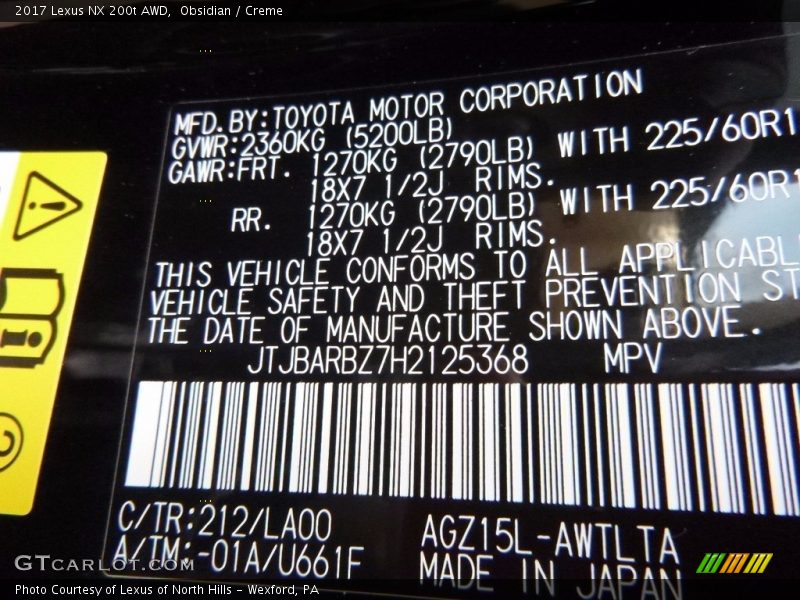 2017 Lexus NX 200t AWD,  Obsidian / Creme
MFD.BY:TOYOTA MOTOR CORPORATION
GVWR:2360KG (5200LB)
GAWR:FRT. 1270KG (2790LB) WITH 225/60R1
18X7 1/2J RIMS.
RR. 1270KG (2790LB) WITH 225/60R1
18X7 1/2J RIMS.
THIS VEHICLE CONFORMS TO ALL APPLICABL
VEHICLE SAFETY AND THEFT PREVENTION ST
THE DATE OF MANUFACTURE SHOWN ABOVE.
JTJBARBZ7H2125368 MPV
C/TR:212/LA00 AGZ15L-AWTLTA
A/TM:-01A/U661F MADE IN JAPAN
GTCARLOT.COM
Photo Courtesy of Lexus of North Hills – Wexford, PA